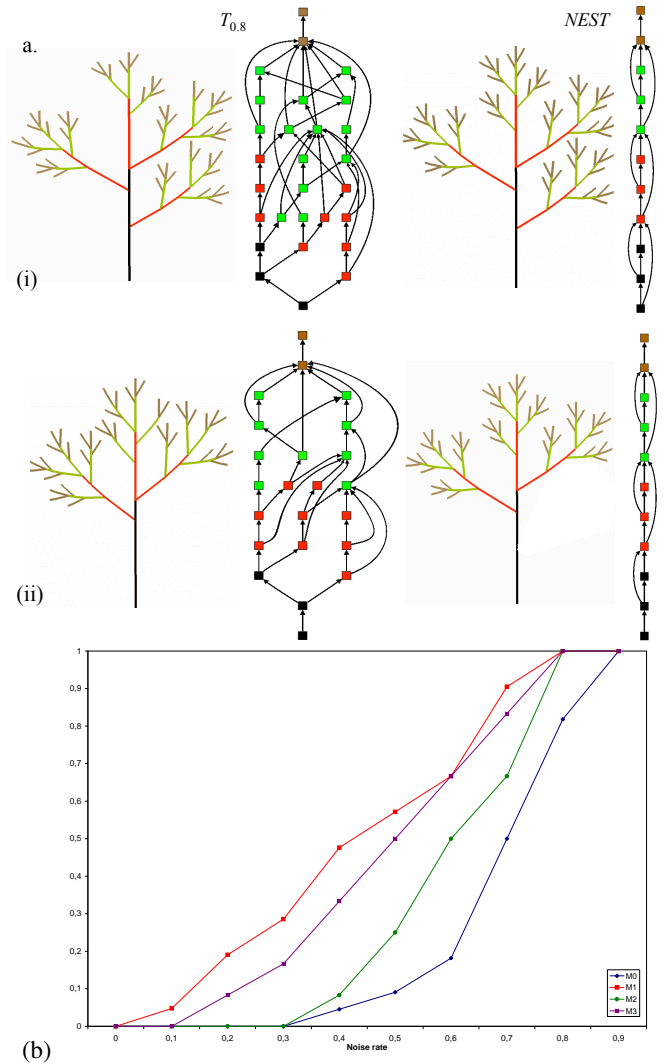 a. T0.8 NEST
(i)
(ii)
1
0,9
0,8
0,7
0,6
0,5
0,4
0,3
0,2
0,1
0
0 0,1 0,2 0,3 0,4 0,5 0,6 0,7 0,8 0,9
Noise rate
M0
M1
M2
M3
(b)